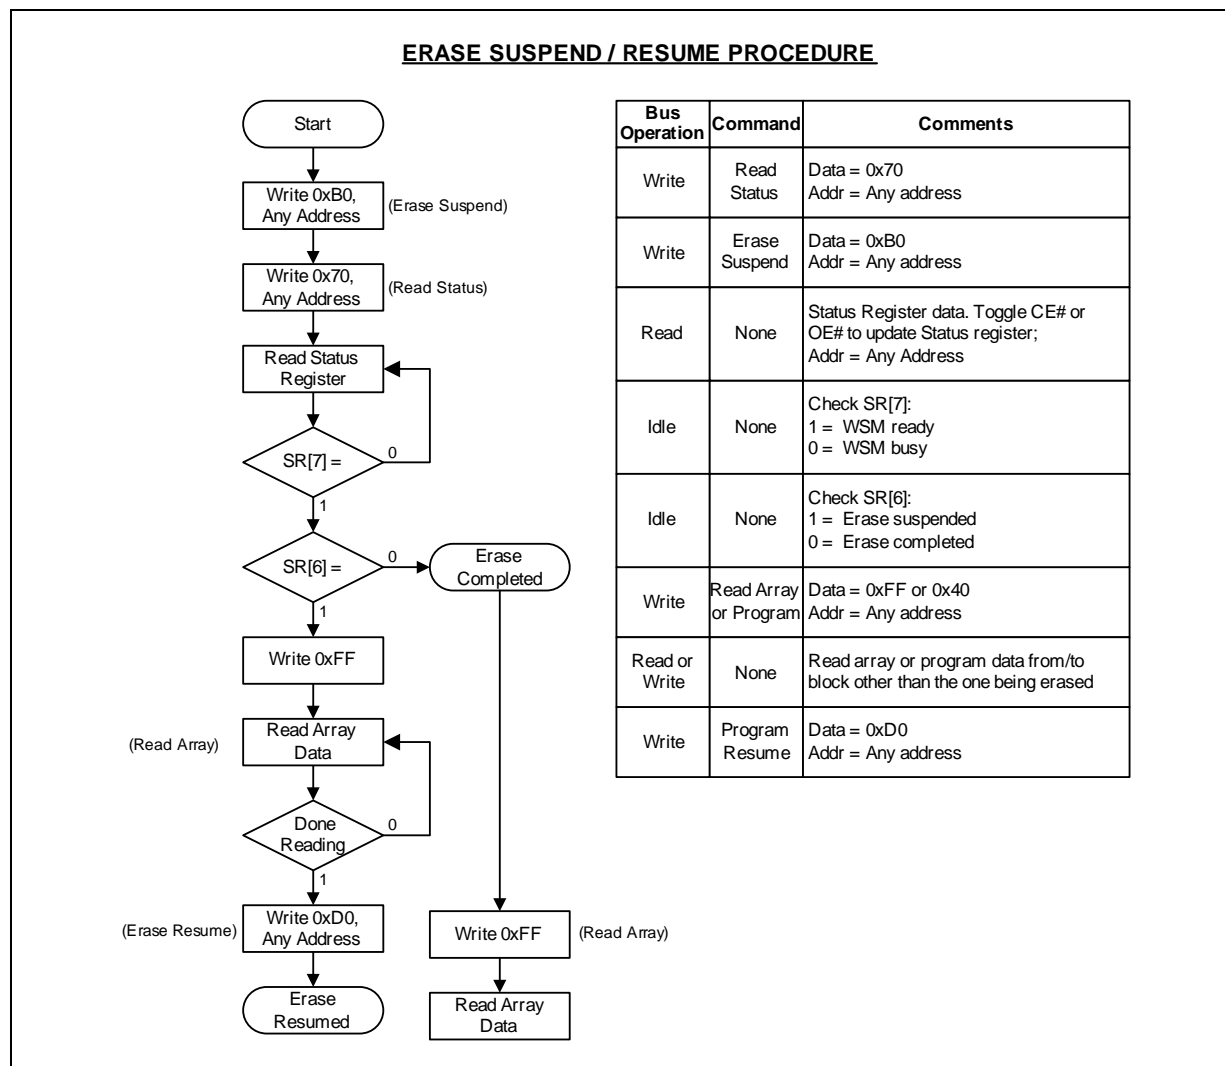 ERASE SUSPEND / RESUME PROCEDURE
Start
Write 0xB0,
Any Address
(Erase Suspend)
Write 0x70,
Any Address
(Read Status)
Read Status
Register
SR[7] =
0
1
SR[6] =
0
1
Erase
Completed
Write 0xFF
(Read Array)
Read Array
Data
Done
Reading
0
1
(Erase Resume)
Write 0xD0,
Any Address
Erase
Resumed
Write 0xFF
(Read Array)
Read Array
Data
Bus
Operation
Command
Comments
Write
Read
Status
Data = 0x70
Addr = Any address
Write
Erase
Suspend
Data = 0xB0
Addr = Any address
Read
None
Status Register data. Toggle CE# or
OE# to update Status register;
Addr = Any Address
Idle
None
Check SR[7]:
1 = WSM ready
0 = WSM busy
Idle
None
Check SR[6]:
1 = Erase suspended
0 = Erase completed
Write
Read Array
or Program
Data = 0xFF or 0x40
Addr = Any address
Read or
Write
None
Read array or program data from/to
block other than the one being erased
Write
Program
Resume
Data = 0xD0
Addr = Any address